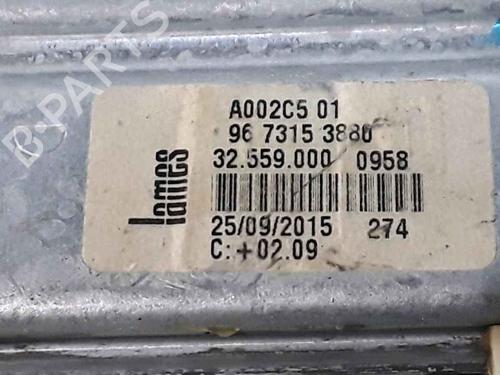 A002C5 01
96 7315 3880
32.559.000 0958
lames
25/09/2015 274
C:+02.09
B-PARTS